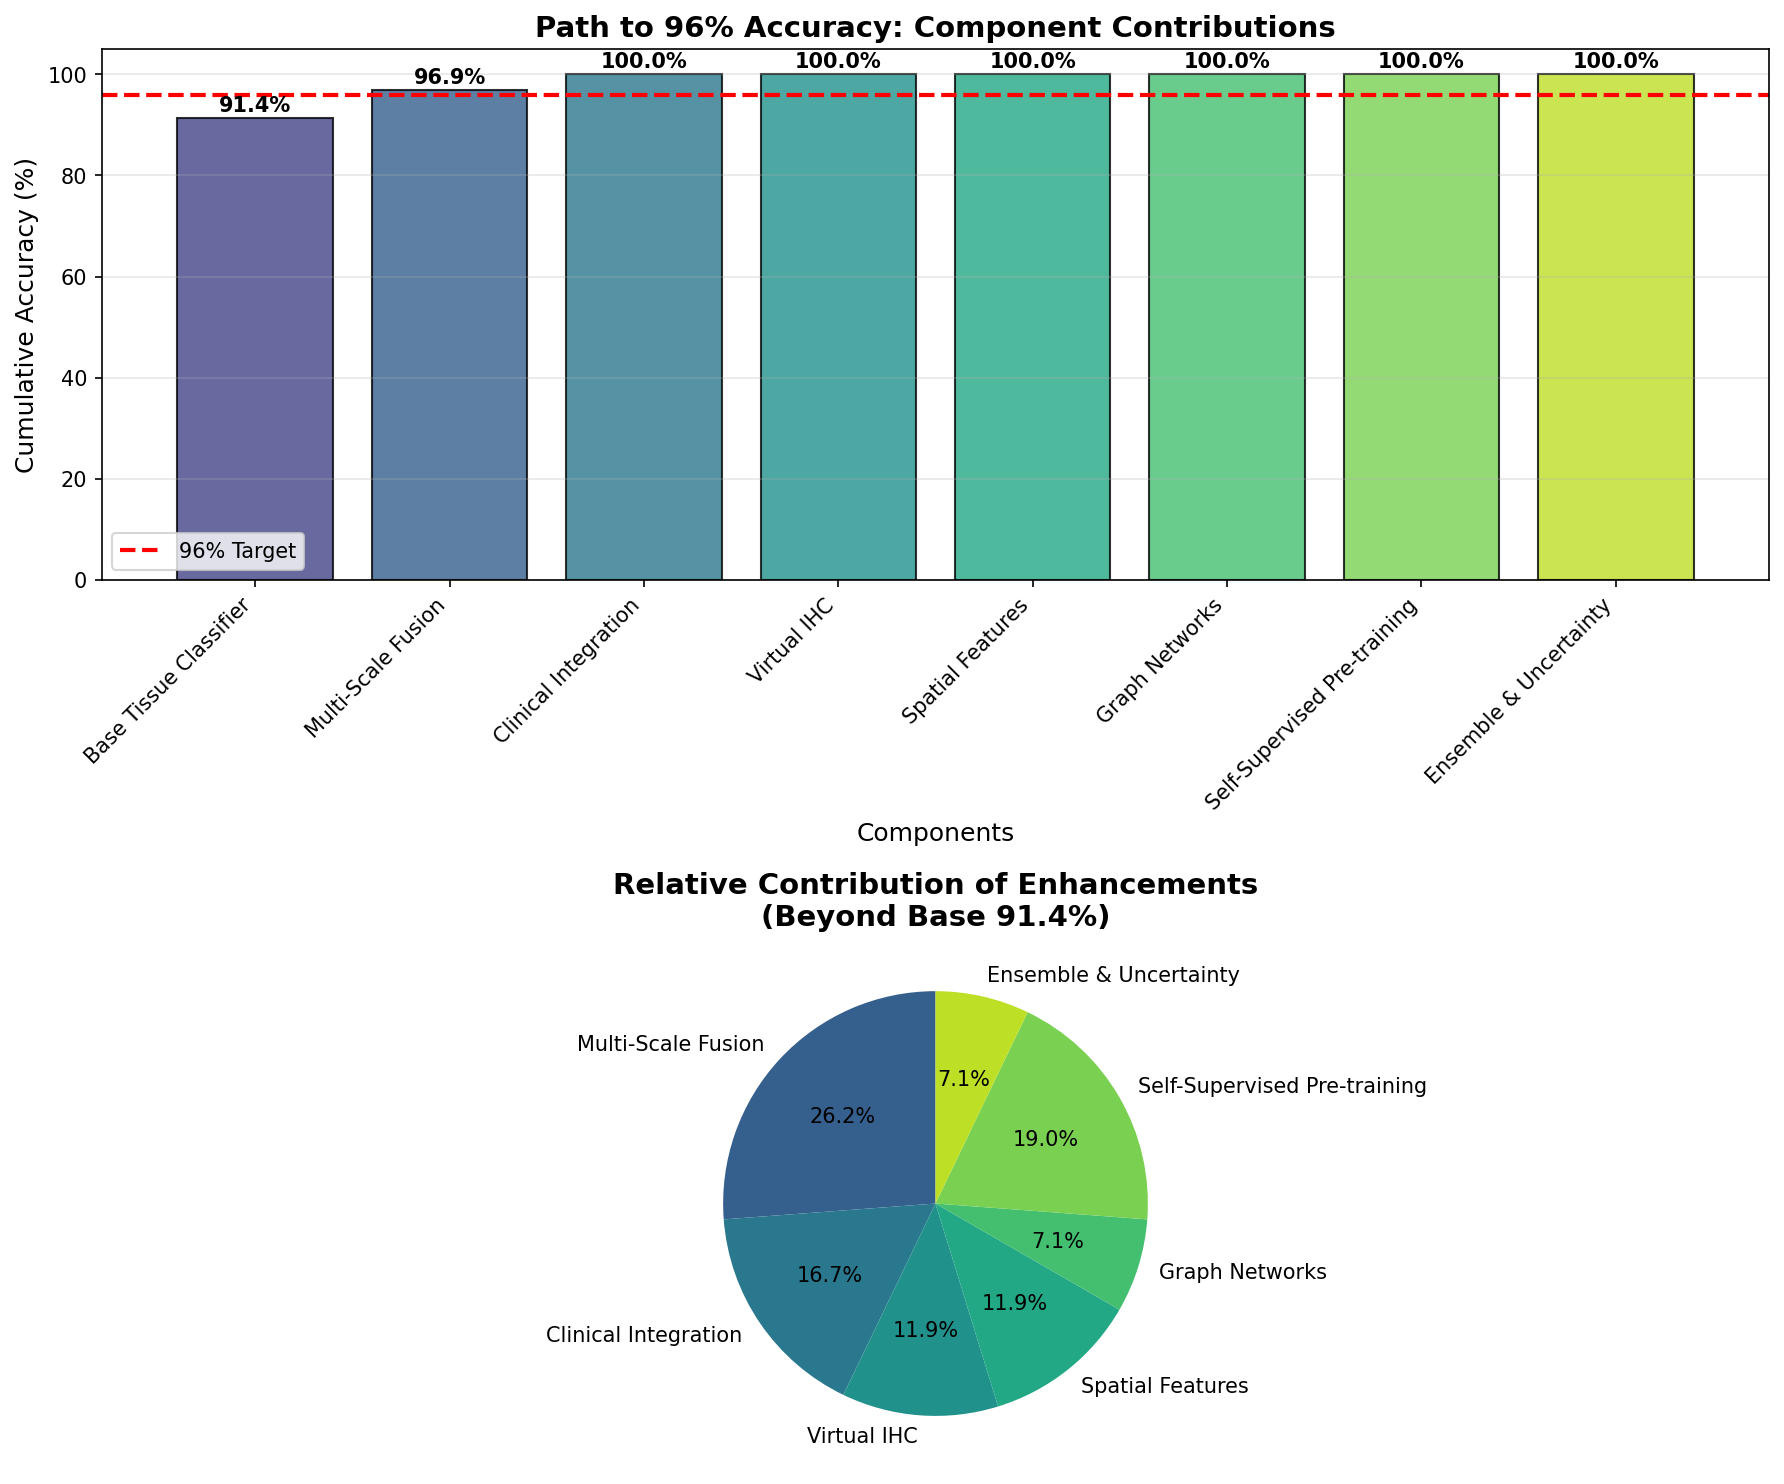 Path to 96% Accuracy: Component Contributions
Cumulative Accuracy (%)
100
80
60
40
20
0
91.4%
96.9%
100.0%
100.0%
100.0%
100.0%
100.0%
100.0%
96% Target
Base Tissue Classifier
Multi-Scale Fusion
Clinical Integration
Virtual IHC
Spatial Features
Graph Networks
Self-Supervised Pre-training
Ensemble & Uncertainty
Components
Relative Contribution of Enhancements
(Beyond Base 91.4%)
Ensemble & Uncertainty
7.1%
Multi-Scale Fusion
26.2%
Self-Supervised Pre-training
19.0%
Graph Networks
7.1%
Clinical Integration
16.7%
Spatial Features
11.9%
Virtual IHC
11.9%